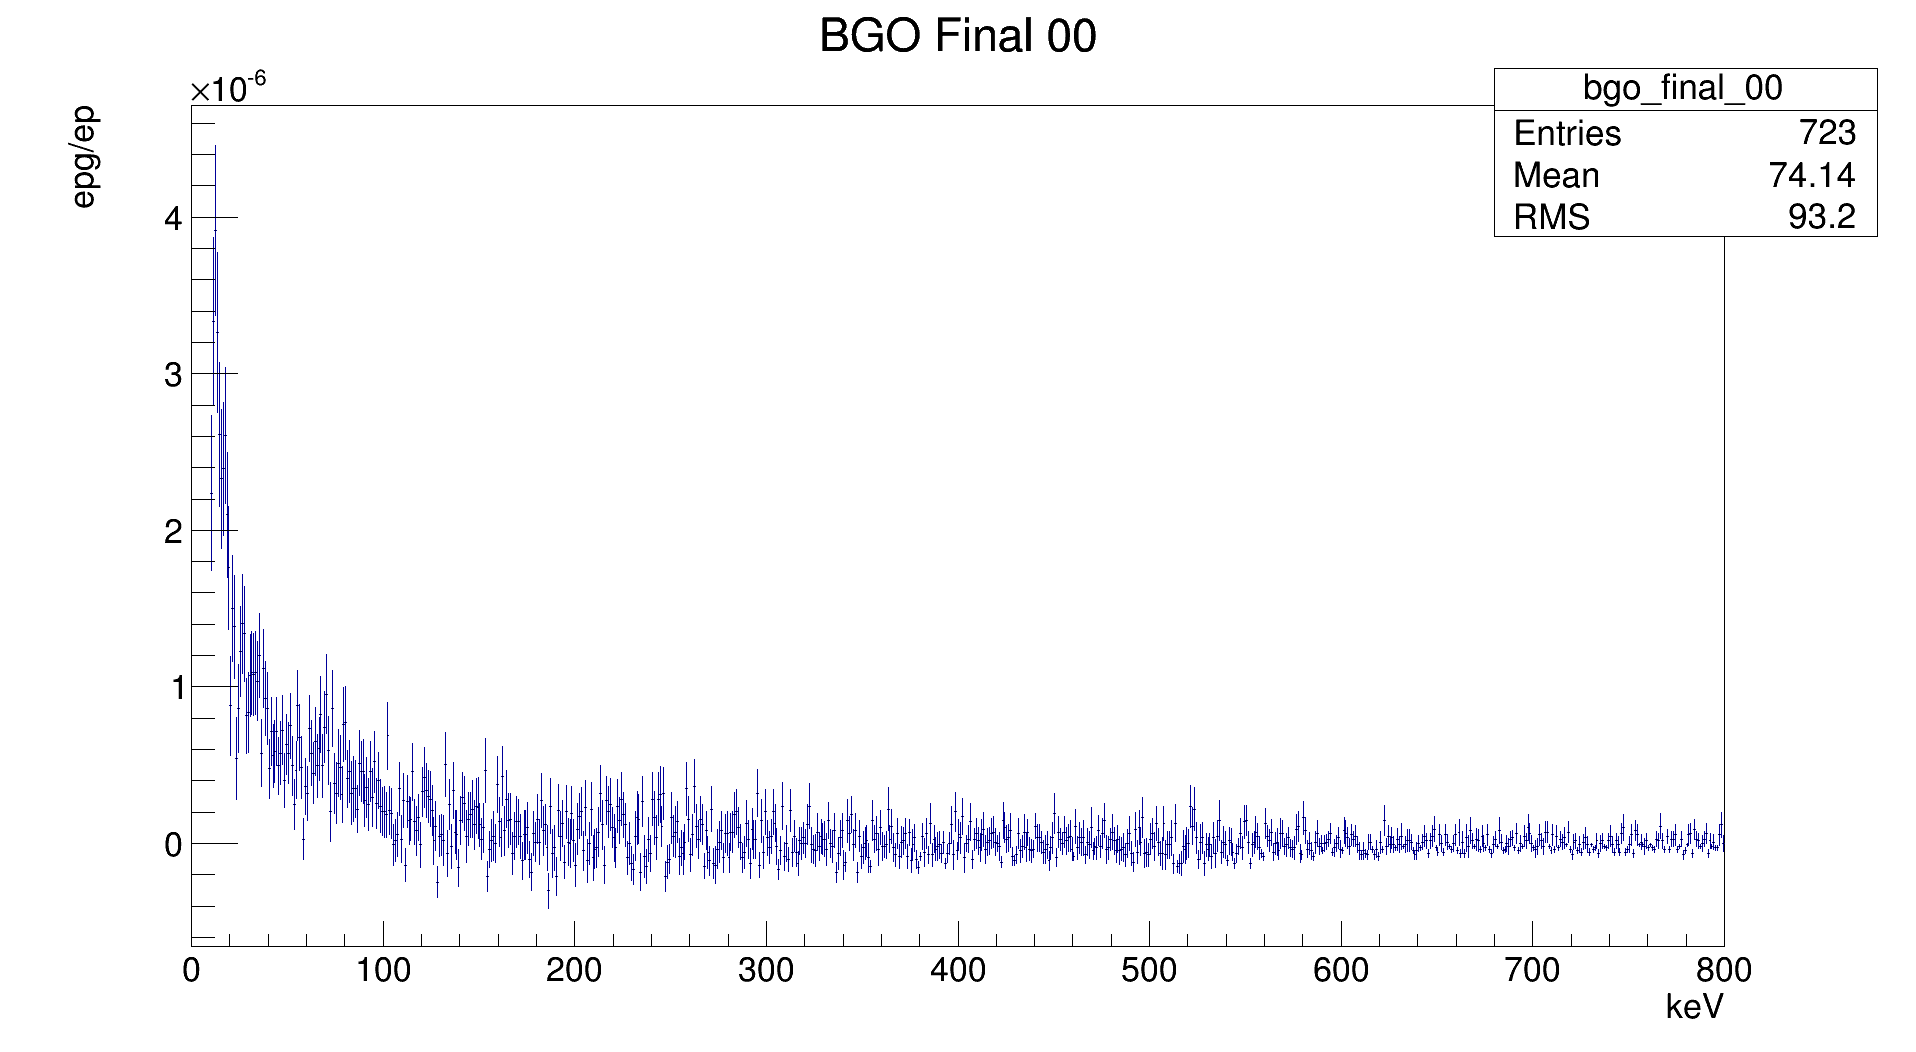 BGO Final 00
×10-6
epg/ep
bgo_final_00
Entries 723
Mean 74.14
RMS 93.2
4
3
2
1
0
0 100 200 300 400 500 600 700 800
keV